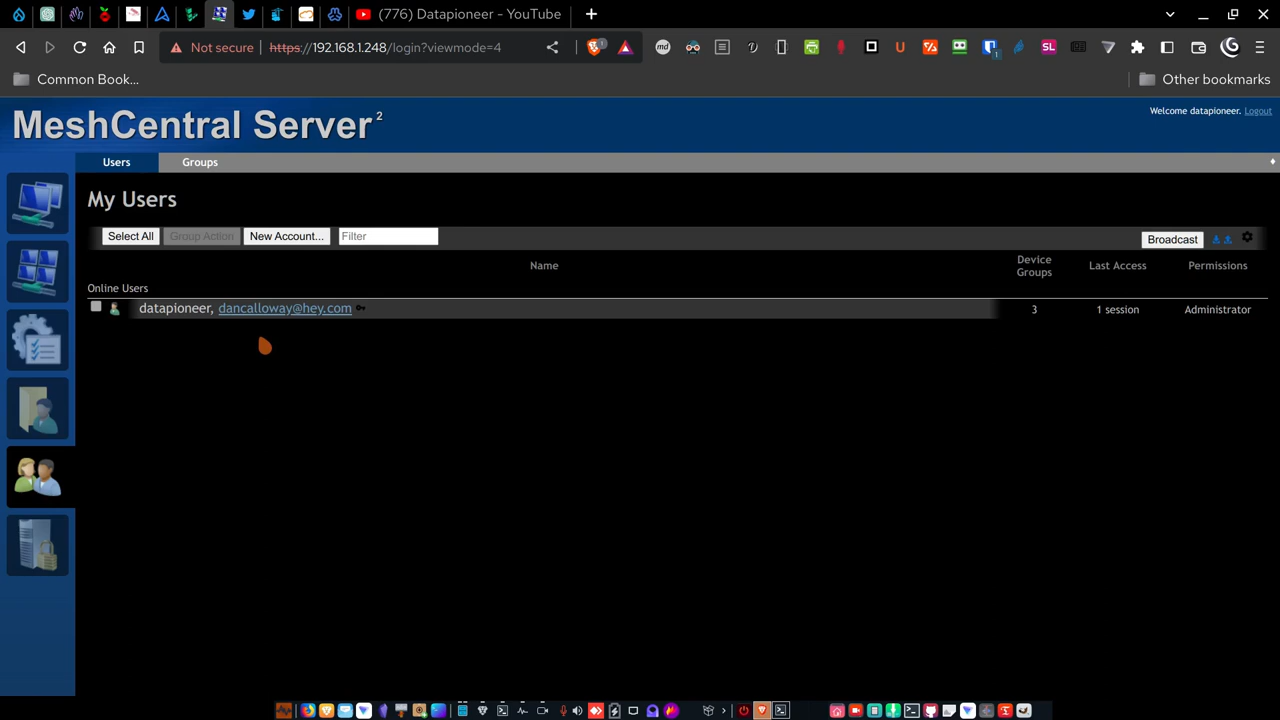 (776) Datapioneer - YouTube
Not secure https://192.168.1.248/login?viewmode=4
Common Book...
Other bookmarks
MeshCentral Server 2
Welcome datapioneer. Logout
Users Groups
My Users
Select All Group Action New Account... Filter Broadcast
Name Device Groups Last Access Permissions
Online Users
datapioneer, dancalloway@hey.com 3 1 session Administrator